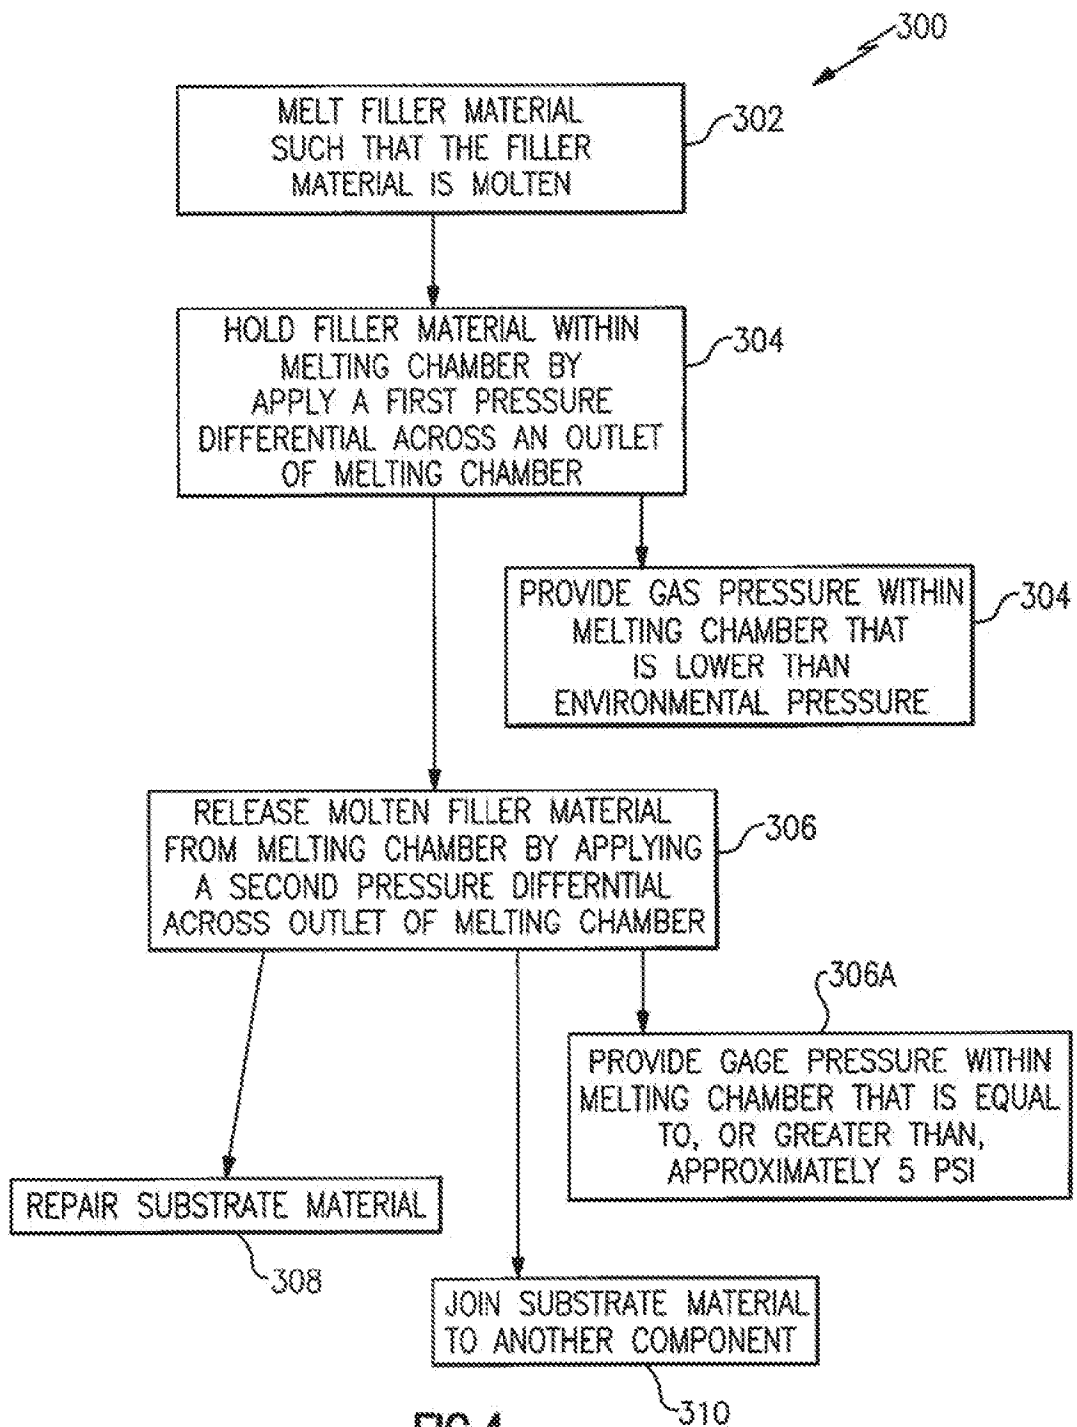 300
MELT FILLER MATERIAL
SUCH THAT THE FILLER
MATERIAL IS MOLTEN
302
HOLD FILLER MATERIAL WITHIN
MELTING CHAMBER BY
APPLY A FIRST PRESSURE
DIFFERENTIAL ACROSS AN OUTLET
OF MELTING CHAMBER
304
PROVIDE GAS PRESSURE WITHIN
MELTING CHAMBER THAT
IS LOWER THAN
ENVIRONMENTAL PRESSURE
304
RELEASE MOLTEN FILLER MATERIAL
FROM MELTING CHAMBER BY APPLYING
A SECOND PRESSURE DIFFERNTIAL
ACROSS OUTLET OF MELTING CHAMBER
306
306A
PROVIDE GAGE PRESSURE WITHIN
MELTING CHAMBER THAT IS EQUAL
TO, OR GREATER THAN,
APPROXIMATELY 5 PSI
REPAIR SUBSTRATE MATERIAL
308
JOIN SUBSTRATE MATERIAL
TO ANOTHER COMPONENT
310
FIG.4